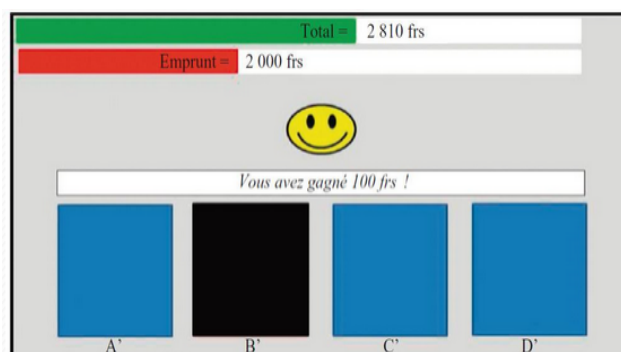 Total = 2 810 frs
Emprunt = 2 000 frs
Vous avez gagné 100 frs !
A’ B’ C’ D’